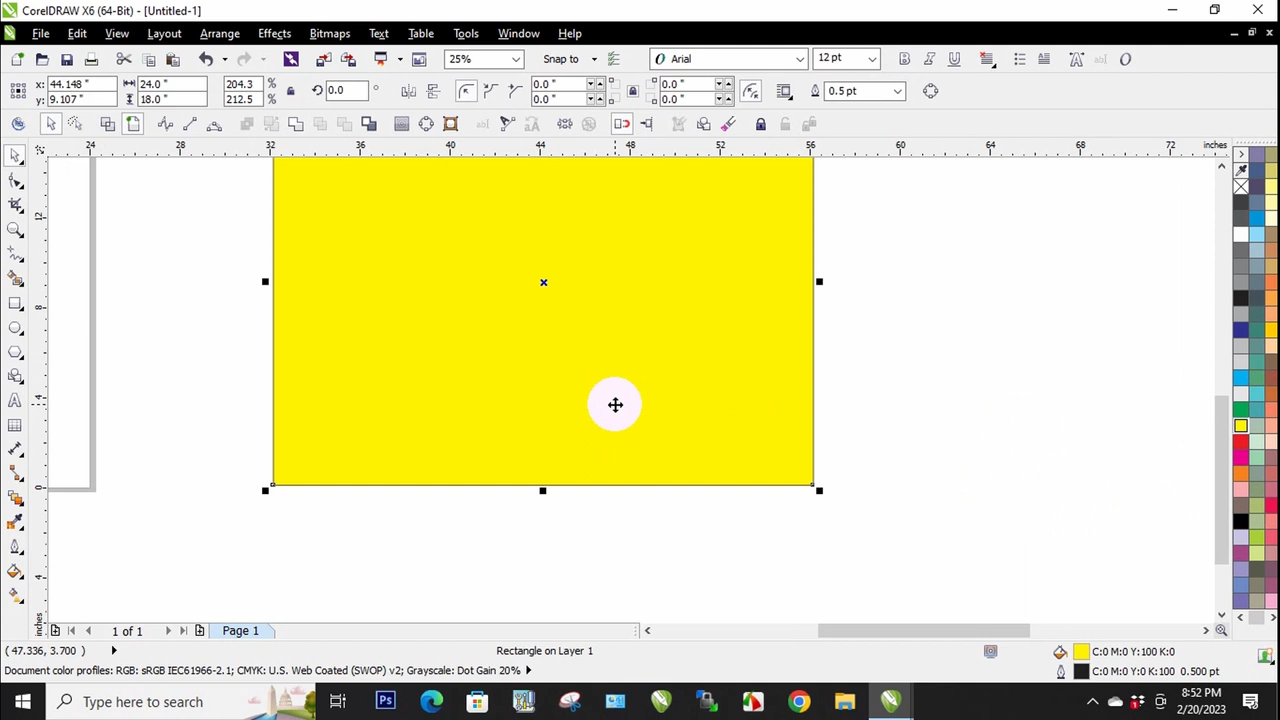 CorelDRAW X6 (64-Bit) - [Untitled-1]
File Edit View Layout Arrange Effects Bitmaps Text Table Tools Window Help
25% Snap to Arial 12 pt
x: 44.148 " 24.0 " 204.3 % 0.0 ° 0.0 " 0.0 " 0.5 pt
y: 9.107 " 18.0 " 212.5 % 0.0 " 0.0 "
24 28 32 36 40 44 48 52 56 60 64 68 72 inches
12
8
4
0
4
inches
1 of 1 Page 1
( 47.336, 3.700 ) Rectangle on Layer 1 C:0 M:0 Y:100 K:0
Document color profiles: RGB: sRGB IEC61966-2.1; CMYK: U.S. Web Coated (SWOP) v2; Grayscale: Dot Gain 20% C:0 M:0 Y:0 K:100 0.500 pt
Type here to search Ps 8:52 PM
2/20/2023